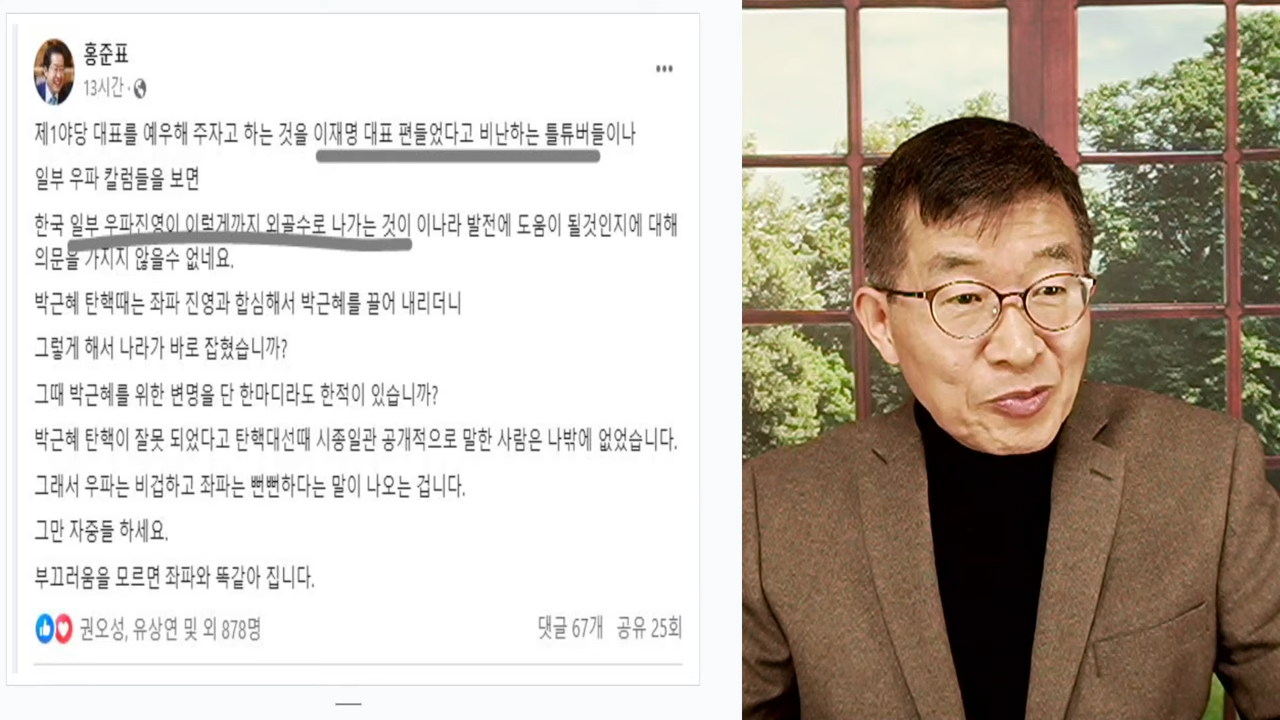 홍준표
13시간 ·
제1야당 대표를 예우해 주자고 하는 것을 이재명 대표 편들었다고 비난하는 틀튜버들이나
일부 우파 칼럼들을 보면
한국 일부 우파진영이 이렇게까지 외골수로 나가는 것이 이나라 발전에 도움이 될것인지에 대해
의문을 가지지 않을수 없네요.
박근혜 탄핵때는 좌파 진영과 합심해서 박근혜를 끌어 내리더니
그렇게 해서 나라가 바로 잡혔습니까?
그때 박근혜를 위한 변명을 단 한마디라도 한적이 있습니까?
박근혜 탄핵이 잘못 되었다고 탄핵대선때 시종일관 공개적으로 말한 사람은 나밖에 없었습니다.
그래서 우파는 비겁하고 좌파는 뻔뻔하다는 말이 나오는 겁니다.
그만 자중들 하세요.
부끄러움을 모르면 좌파와 똑같아 집니다.
권오성, 유상연 및 외 878명
댓글 67개 공유 25회